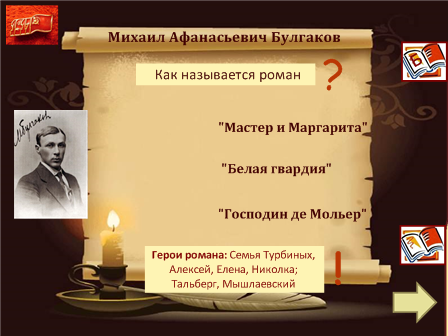 Михаил Афанасьевич Булгаков
Как называется роман
?
"Мастер и Маргарита"
"Белая гвардия"
"Господин де Мольер"
Герои романа: Семья Турбиных,
Алексей, Елена, Николка;
Тальберг, Мышлаевский
!